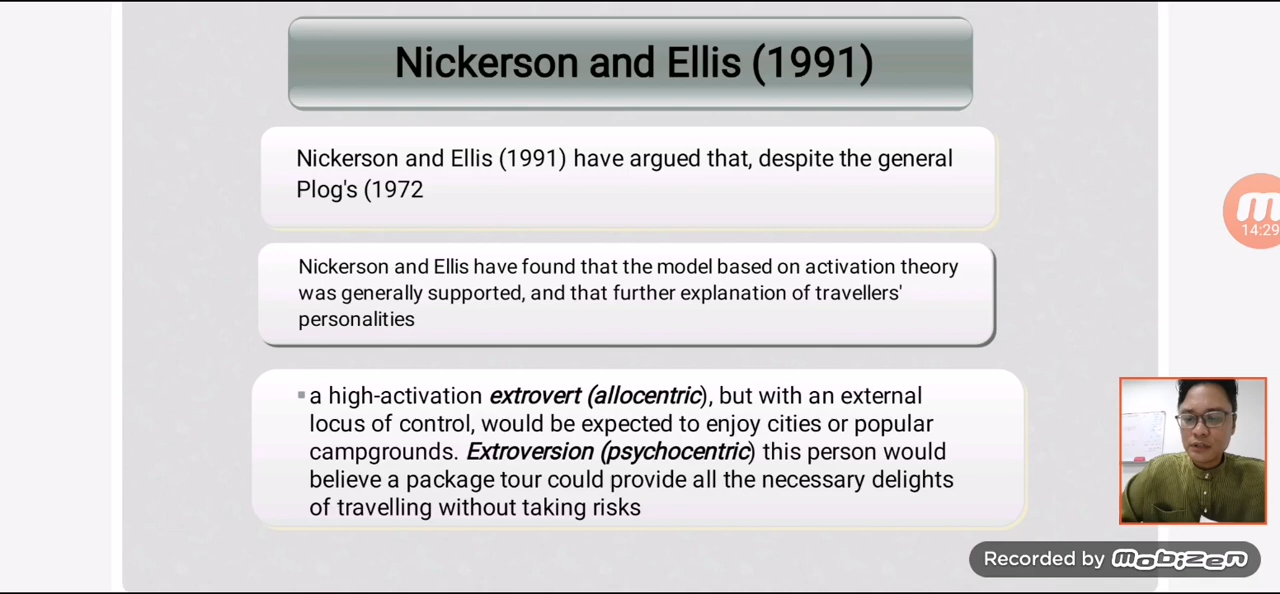 Nickerson and Ellis (1991)
Nickerson and Ellis (1991) have argued that, despite the general
Plog's (1972
Nickerson and Ellis have found that the model based on activation theory
was generally supported, and that further explanation of travellers'
personalities
a high-activation extrovert (allocentric), but with an external
locus of control, would be expected to enjoy cities or popular
campgrounds. Extroversion (psychocentric) this person would
believe a package tour could provide all the necessary delights
of travelling without taking risks
14:29
Recorded by mobizen